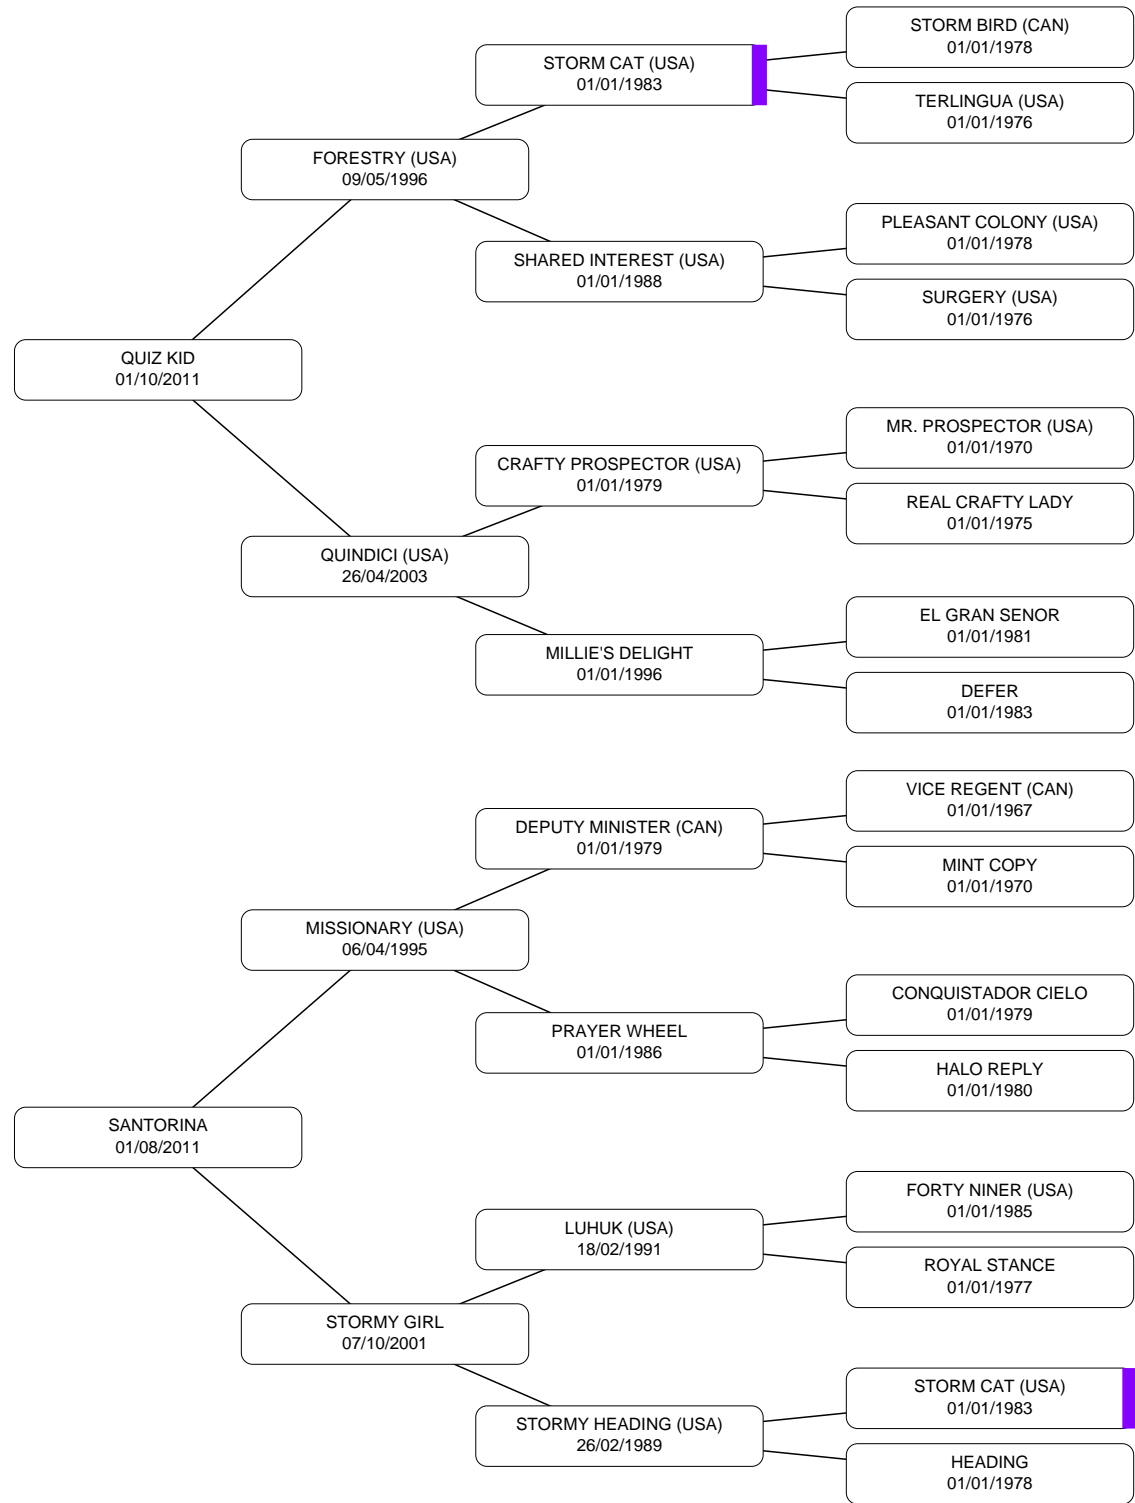 STORM BIRD (CAN)
01/01/1978
STORM CAT (USA)
01/01/1983
TERLINGUA (USA)
01/01/1976
FORESTRY (USA)
09/05/1996
PLEASANT COLONY (USA)
01/01/1978
SHARED INTEREST (USA)
01/01/1988
SURGERY (USA)
01/01/1976
QUIZ KID
01/10/2011
MR. PROSPECTOR (USA)
01/01/1970
CRAFTY PROSPECTOR (USA)
01/01/1979
REAL CRAFTY LADY
01/01/1975
QUINDICI (USA)
26/04/2003
EL GRAN SENOR
01/01/1981
MILLIE'S DELIGHT
01/01/1996
DEFER
01/01/1983
VICE REGENT (CAN)
01/01/1967
DEPUTY MINISTER (CAN)
01/01/1979
MINT COPY
01/01/1970
MISSIONARY (USA)
06/04/1995
CONQUISTADOR CIELO
01/01/1979
PRAYER WHEEL
01/01/1986
HALO REPLY
01/01/1980
SANTORINA
01/08/2011
FORTY NINER (USA)
01/01/1985
LUHUK (USA)
18/02/1991
ROYAL STANCE
01/01/1977
STORMY GIRL
07/10/2001
STORM CAT (USA)
01/01/1983
STORMY HEADING (USA)
26/02/1989
HEADING
01/01/1978